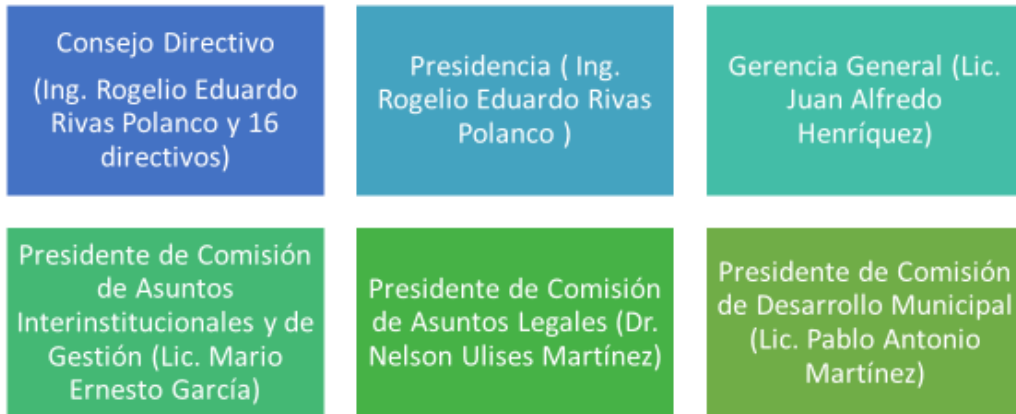 Consejo Directivo
(Ing. Rogelio Eduardo
Rivas Polanco y 16
directivos)
Presidencia ( Ing.
Rogelio Eduardo Rivas
Polanco )
Gerencia General (Lic.
Juan Alfredo
Henríquez)
Presidente de Comisión
de Asuntos
Interinstitucionales y de
Gestión (Lic. Mario
Ernesto García)
Presidente de Comisión
de Asuntos Legales (Dr.
Nelson Ulises Martínez)
Presidente de Comisión
de Desarrollo Municipal
(Lic. Pablo Antonio
Martínez)